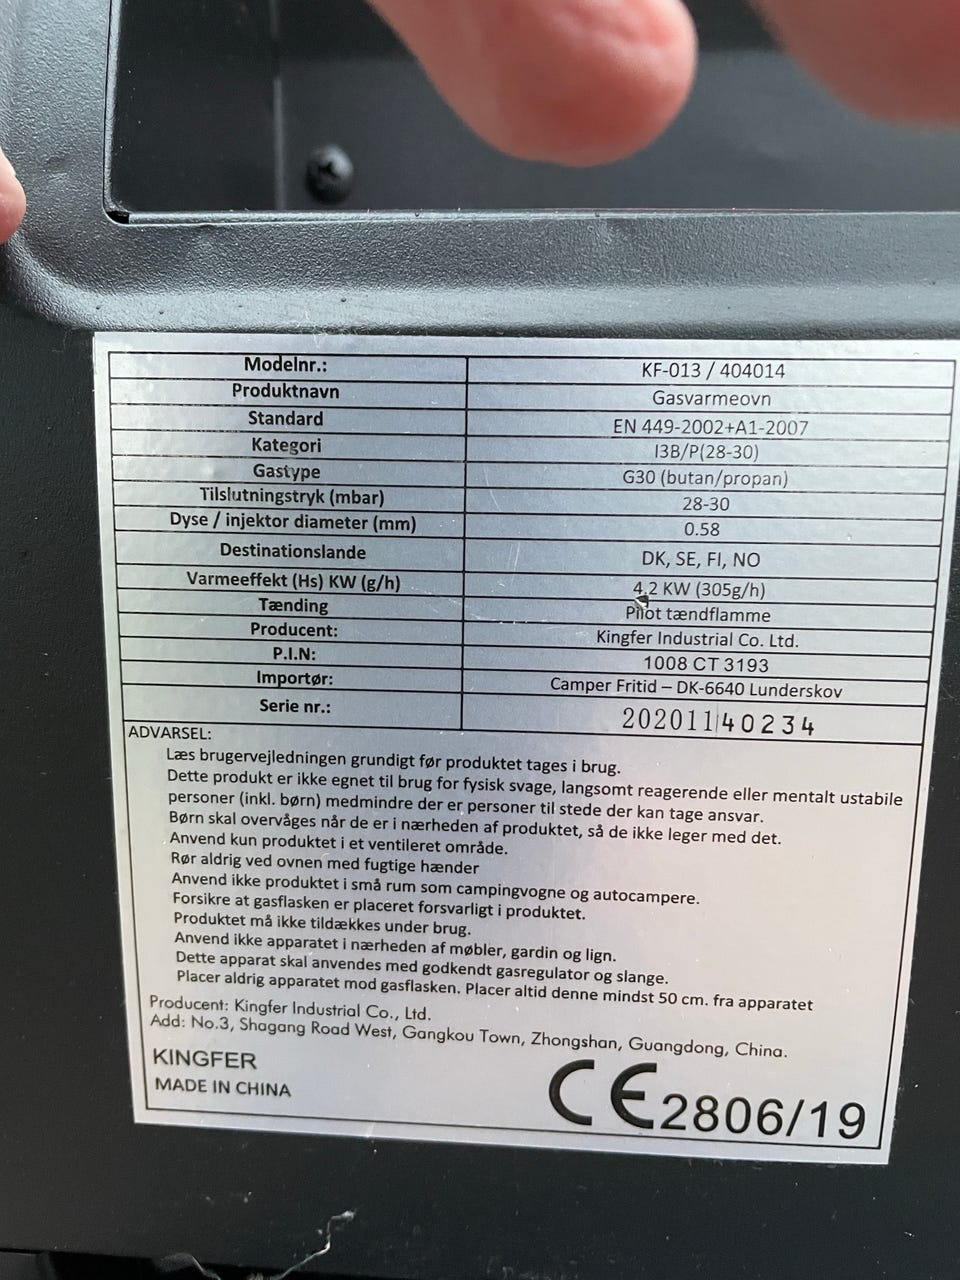 Modelnr.: KF-013 / 404014
Produktnavn Gasvarmeovn
Standard EN 449-2002+A1-2007
Kategori I3B/P(28-30)
Gastype G30 (butan/propan)
Tilslutningstryk (mbar) 28-30
Dyse / injektor diameter (mm) 0.58
Destinationslande DK, SE, FI, NO
Varmeeffekt (Hs) KW (g/h) 4.2 KW (305g/h)
Tænding Pilot tændflamme
Producent: Kingfer Industrial Co. Ltd.
P.I.N: 1008 CT 3193
Importør: Camper Fritid – DK-6640 Lunderskov
Serie nr.: 20201140234
ADVARSEL:
Læs brugervejledningen grundigt før produktet tages i brug.
Dette produkt er ikke egnet til brug for fysisk svage, langsomt reagerende eller mentalt ustabile
personer (inkl. børn) medmindre der er personer til stede der kan tage ansvar.
Børn skal overvåges når de er i nærheden af produktet, så de ikke leger med det.
Anvend kun produktet i et ventileret område.
Rør aldrig ved ovnen med fugtige hænder
Anvend ikke produktet i små rum som campingvogne og autocampere.
Forsikre at gasflasken er placeret forsvarligt i produktet.
Produktet må ikke tildækkes under brug.
Anvend ikke apparatet i nærheden af møbler, gardin og lign.
Dette apparat skal anvendes med godkendt gasregulator og slange.
Placer aldrig apparatet mod gasflasken. Placer altid denne mindst 50 cm. fra apparatet
Producent: Kingfer Industrial Co., Ltd.
Add: No.3, Shagang Road West, Gangkou Town, Zhongshan, Guangdong, China.
KINGFER
MADE IN CHINA
CE 2806/19